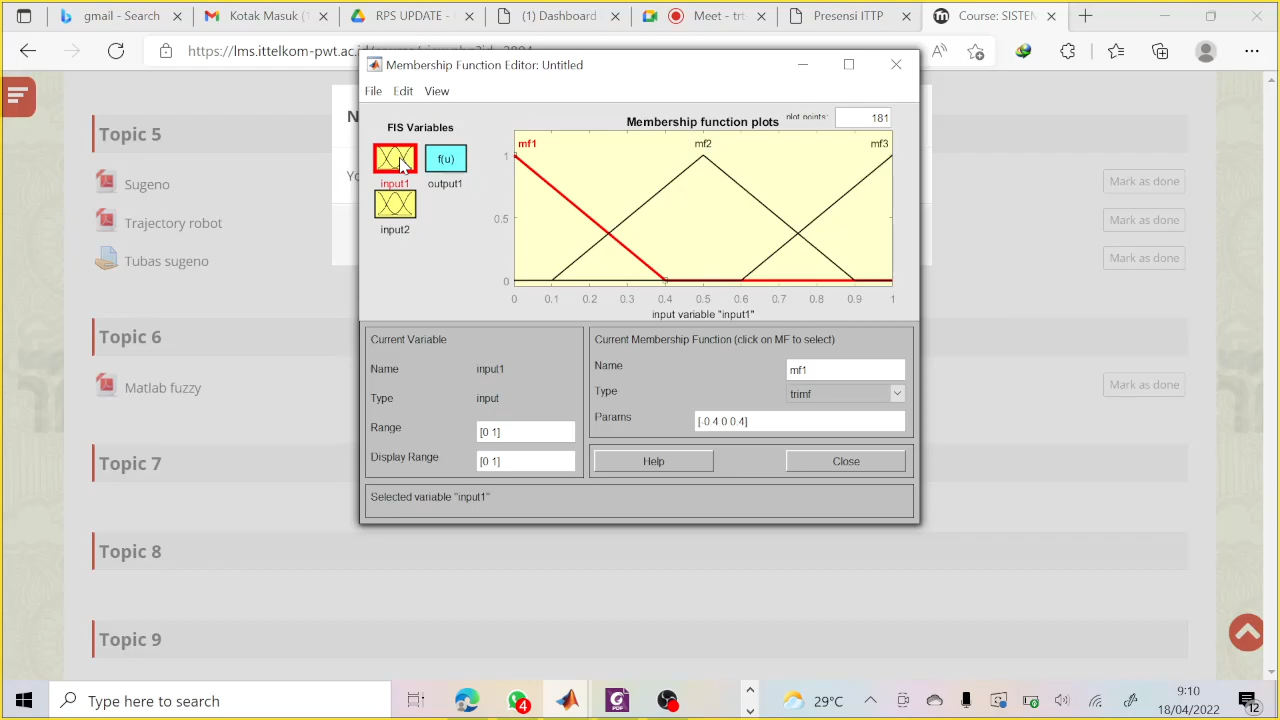 gmail - Search
Kotak Masuk (
RPS UPDATE -
(1) Dashboard
Meet - trt
Presensi ITTP
Course: SISTEM
https://lms.ittelkom-pwt.ac.id/
Membership Function Editor: Untitled
File Edit View
FIS Variables
Membership function plots
plot points:
181
f(u)
input1
output1
input2
mf1
mf2
mf3
1
0.5
0
0 0.1 0.2 0.3 0.4 0.5 0.6 0.7 0.8 0.9 1
input variable "input1"
Current Variable
Name input1
Type input
Range [0 1]
Display Range [0 1]
Current Membership Function (click on MF to select)
Name mf1
Type trimf
Params [-0.4 0 0.4]
Help
Close
Selected variable "input1"
Topic 5
Sugeno
Mark as done
Trajectory robot
Mark as done
Tubas sugeno
Mark as done
Topic 6
Matlab fuzzy
Mark as done
Topic 7
Topic 8
Topic 9
Type here to search
4
29°C
9:10
18/04/2022
12